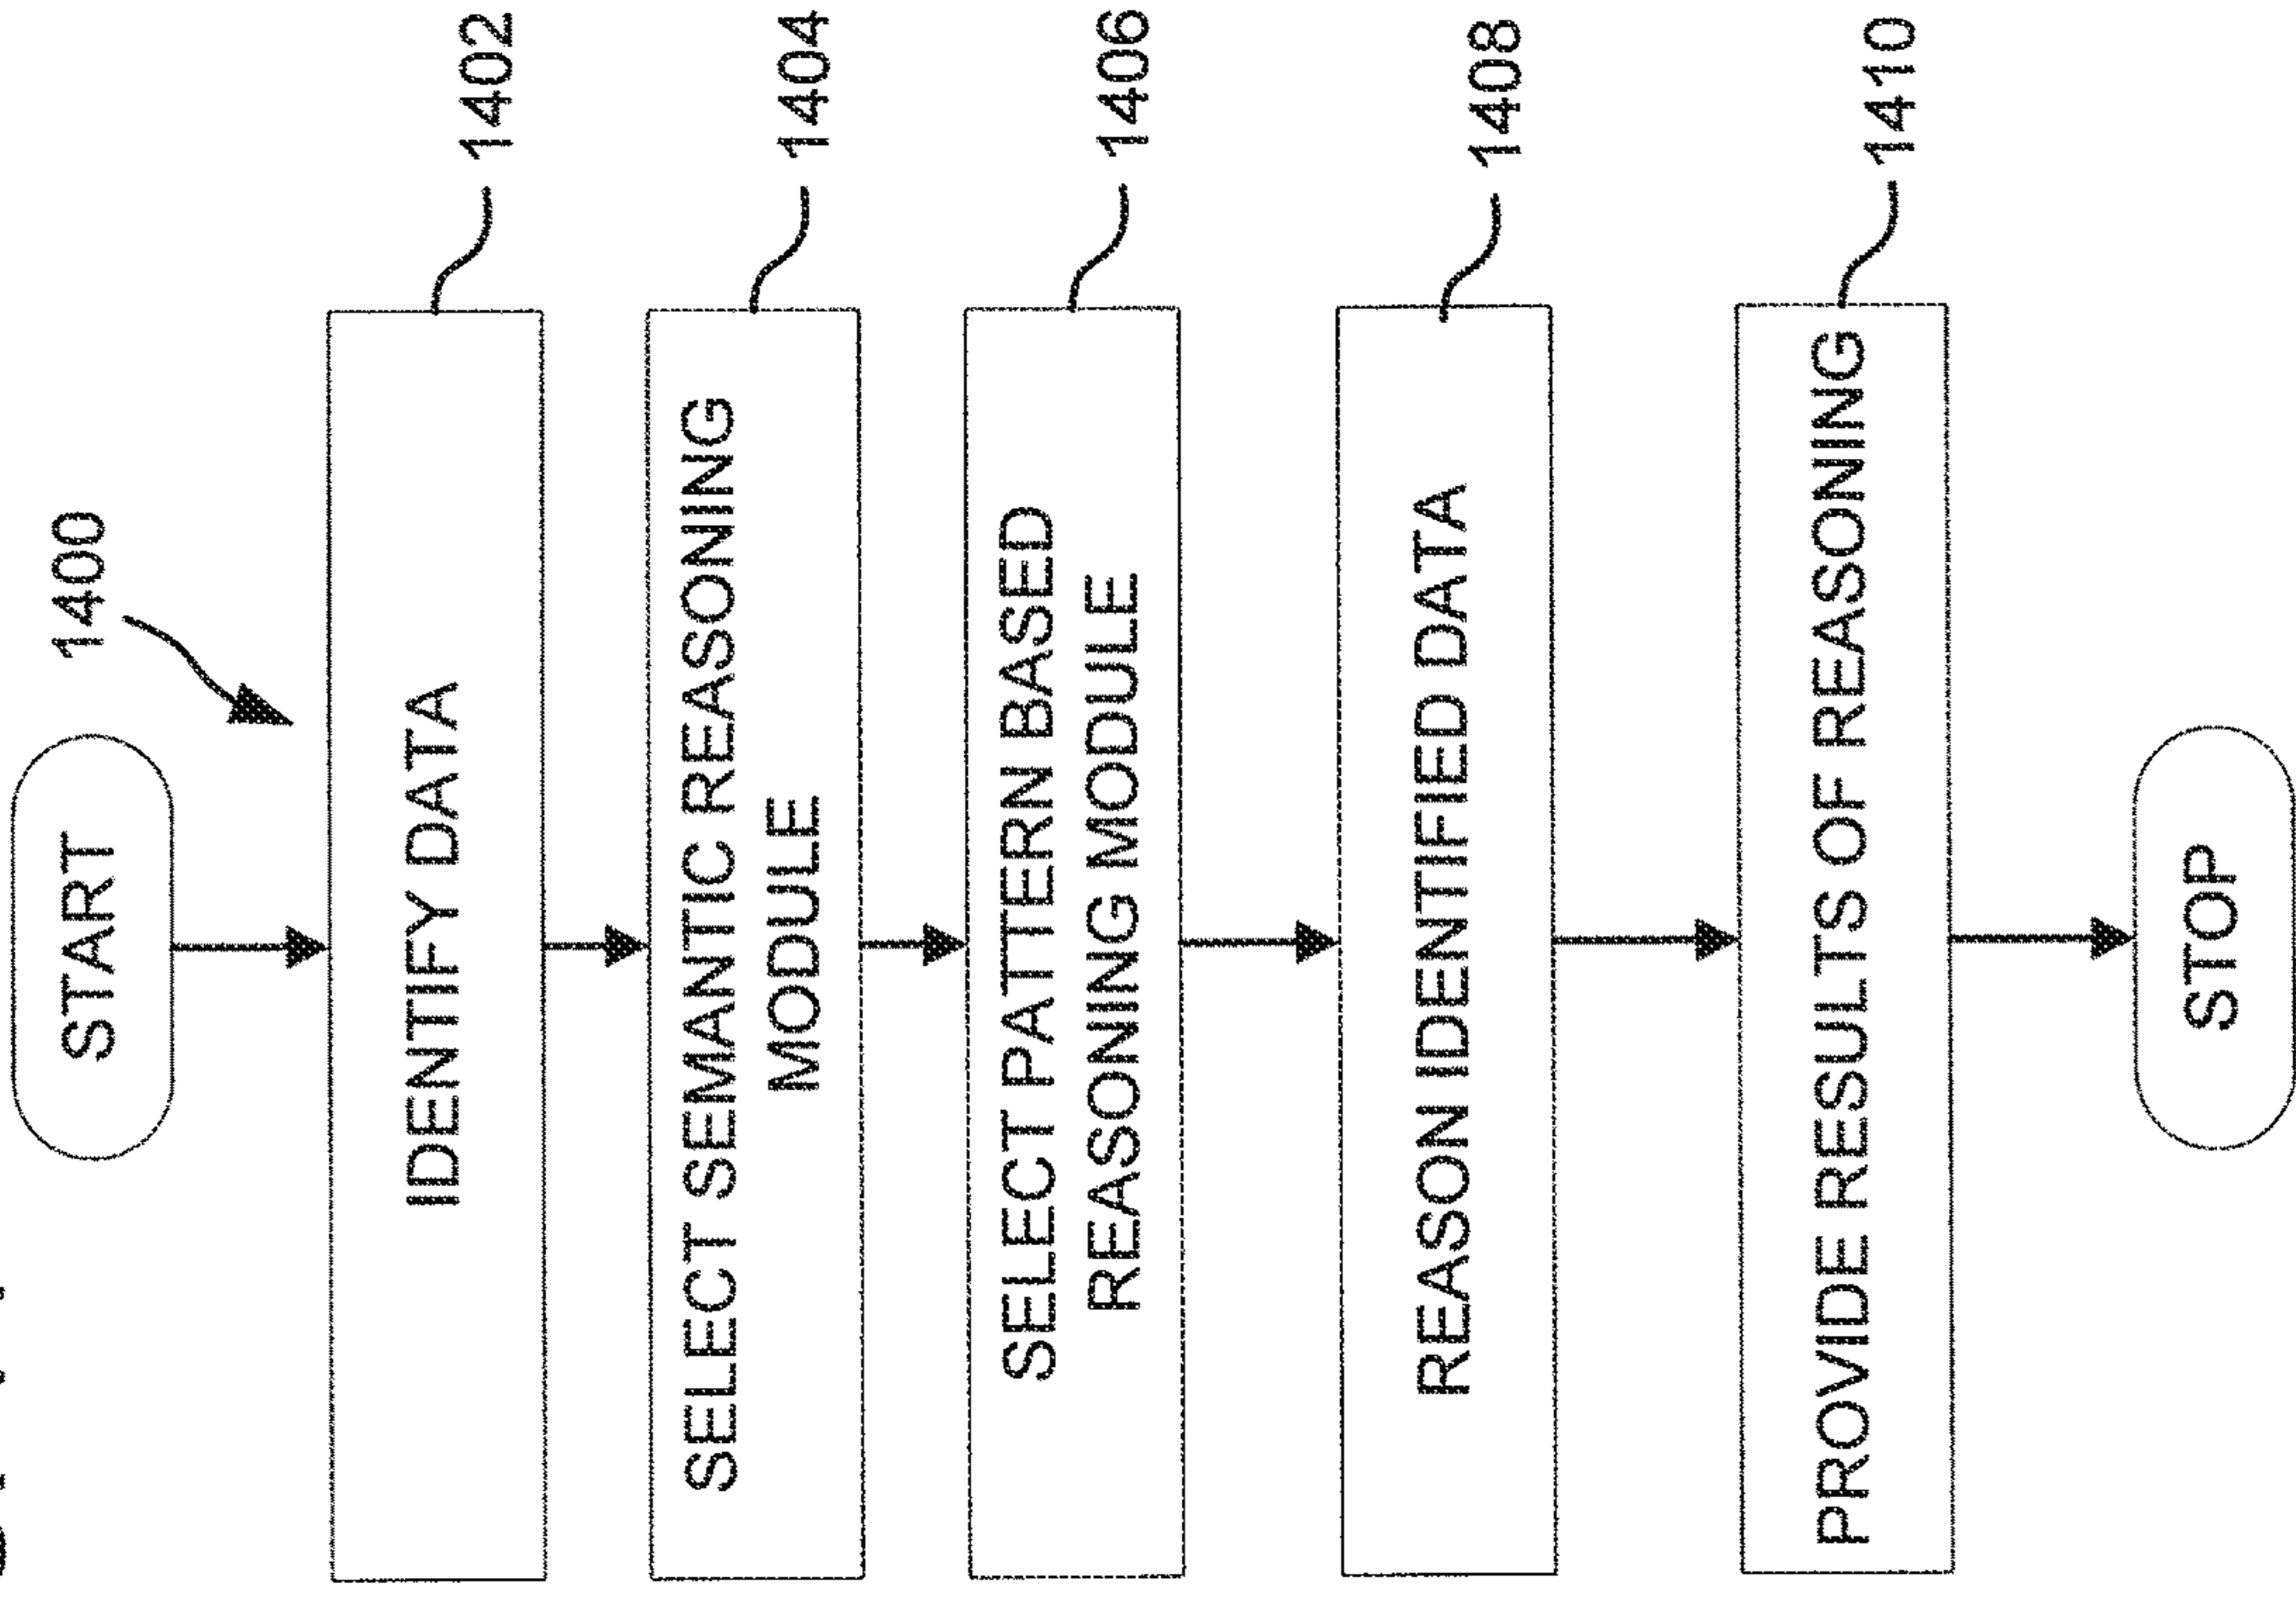 1400
START
IDENTIFY DATA
1402
SELECT SEMANTIC REASONING
MODULE
1404
SELECT PATTERN BASED
REASONING MODULE
1406
REASON IDENTIFIED DATA
1408
PROVIDE RESULTS OF REASONING
1410
STOP